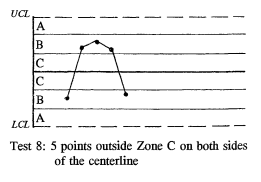 UCL
A
B
C
C
B
A
LCL
Test 8: 5 points outside Zone C on both sides
of the centerline